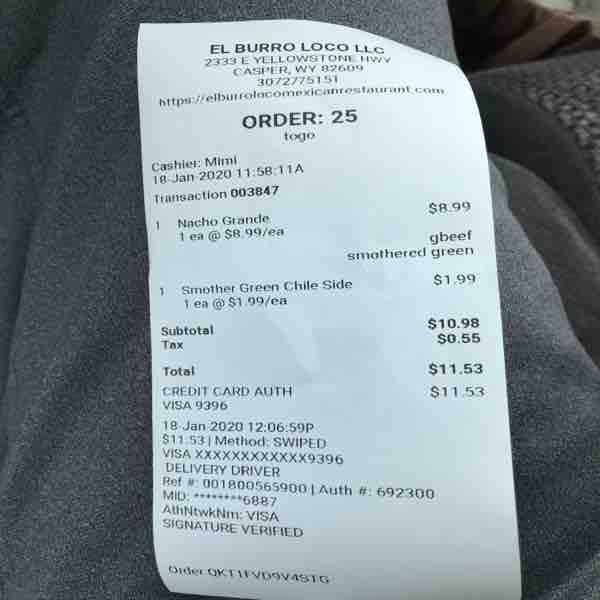 EL BURRO LOCO LLC
2333 E YELLOWSTONE HWY
CASPER, WY 82609
3072775151
https://elburrolocomexicanrestaurant.com
ORDER: 25
togo
Cashier: Mimi
18-Jan-2020 11:58:11A
Transaction 003847
1 Nacho Grande $8.99
1 ea @ $8.99/ea
gbeef
smothered green
1 Smother Green Chile Side $1.99
1 ea @ $1.99/ea
Subtotal $10.98
Tax $0.55
Total $11.53
CREDIT CARD AUTH $11.53
VISA 9396
18-Jan-2020 12:06:59P
$11.53 | Method: SWIPED
VISA XXXXXXXXXXXX9396
DELIVERY DRIVER
Ref #: 001800565900 | Auth #: 692300
MID: ********6887
AthNtwkNm: VISA
SIGNATURE VERIFIED
Order QKT1FVD9V4STG